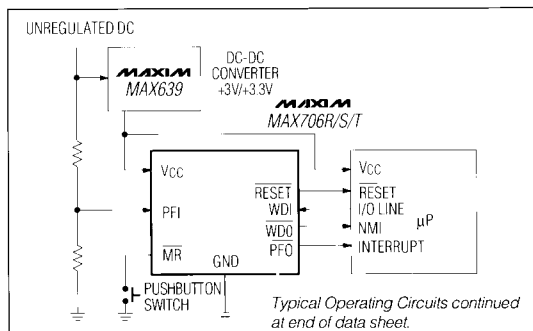 UNREGULATED DC
MAXIM
MAX639
DC-DC
CONVERTER
+3V/+3.3V
MAXIM
MAX706R/S/T
VCC
PFI
MR
GND
RESET
WDI
WDO
PFO
VCC
RESET
I/O LINE
NMI
INTERRUPT
µP
PUSHBUTTON
SWITCH
Typical Operating Circuits continued
at end of data sheet.